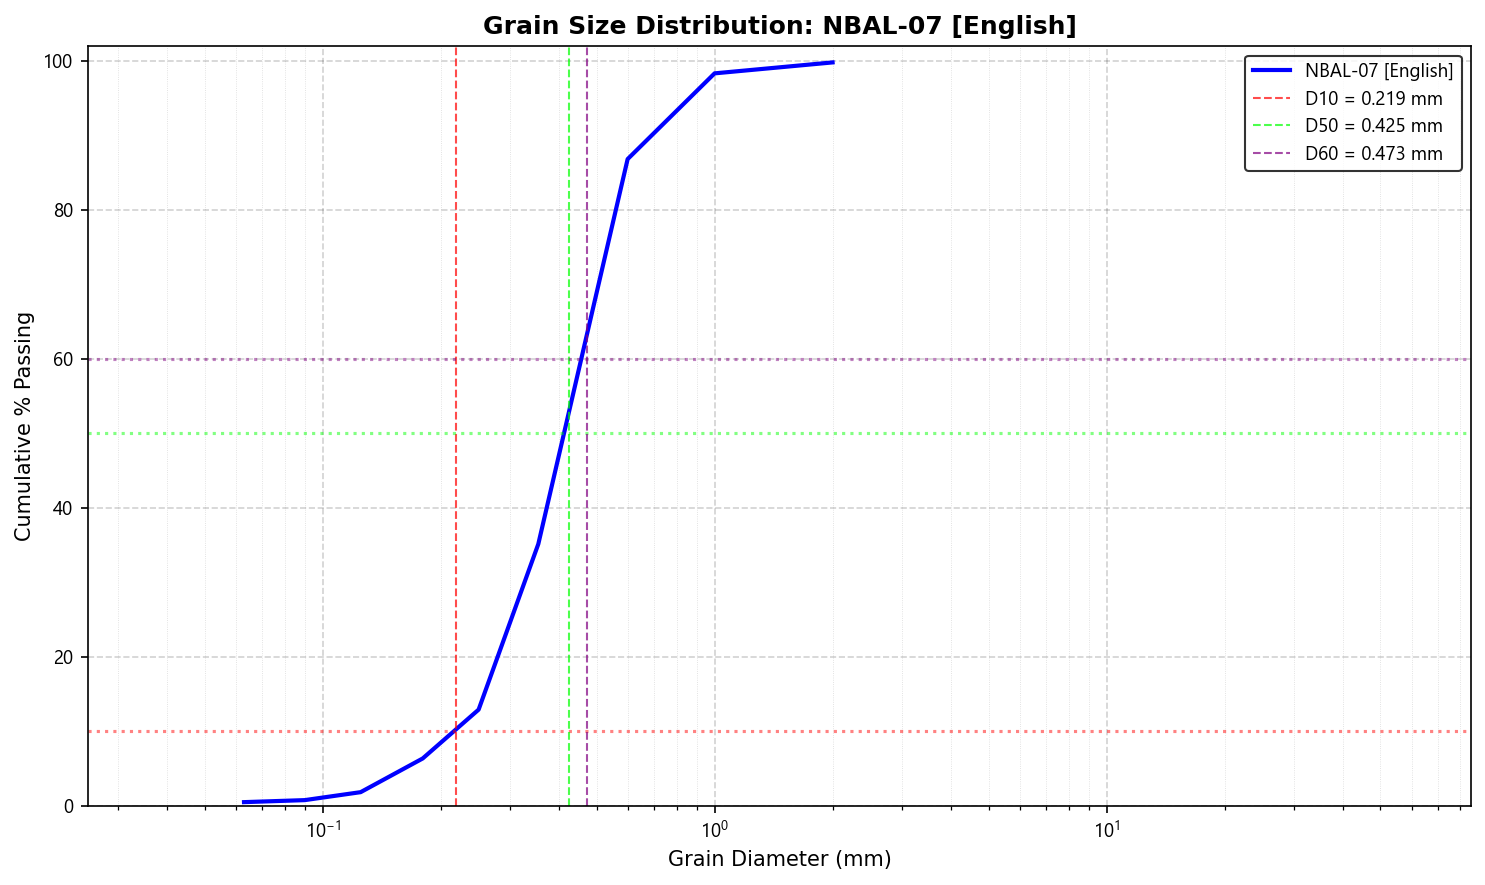 Grain Size Distribution: NBAL-07 [English]
Cumulative % Passing
100
80
60
40
20
0
NBAL-07 [English]
D10 = 0.219 mm
D50 = 0.425 mm
D60 = 0.473 mm
10⁻¹
10⁰
10¹
Grain Diameter (mm)